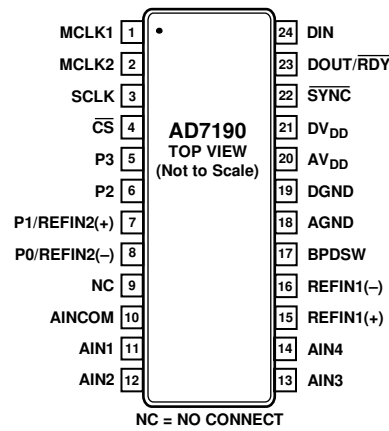 MCLK1 1
MCLK2 2
SCLK 3
C̅S̅ 4
P3 5
P2 6
P1/REFIN2(+) 7
P0/REFIN2(–) 8
NC 9
AINCOM 10
AIN1 11
AIN2 12
AD7190
TOP VIEW
(Not to Scale)
24 DIN
23 DOUT/R̅D̅Y̅
22 S̅Y̅N̅C̅
21 DVDD
20 AVDD
19 DGND
18 AGND
17 BPDSW
16 REFIN1(–)
15 REFIN1(+)
14 AIN4
13 AIN3
NC = NO CONNECT